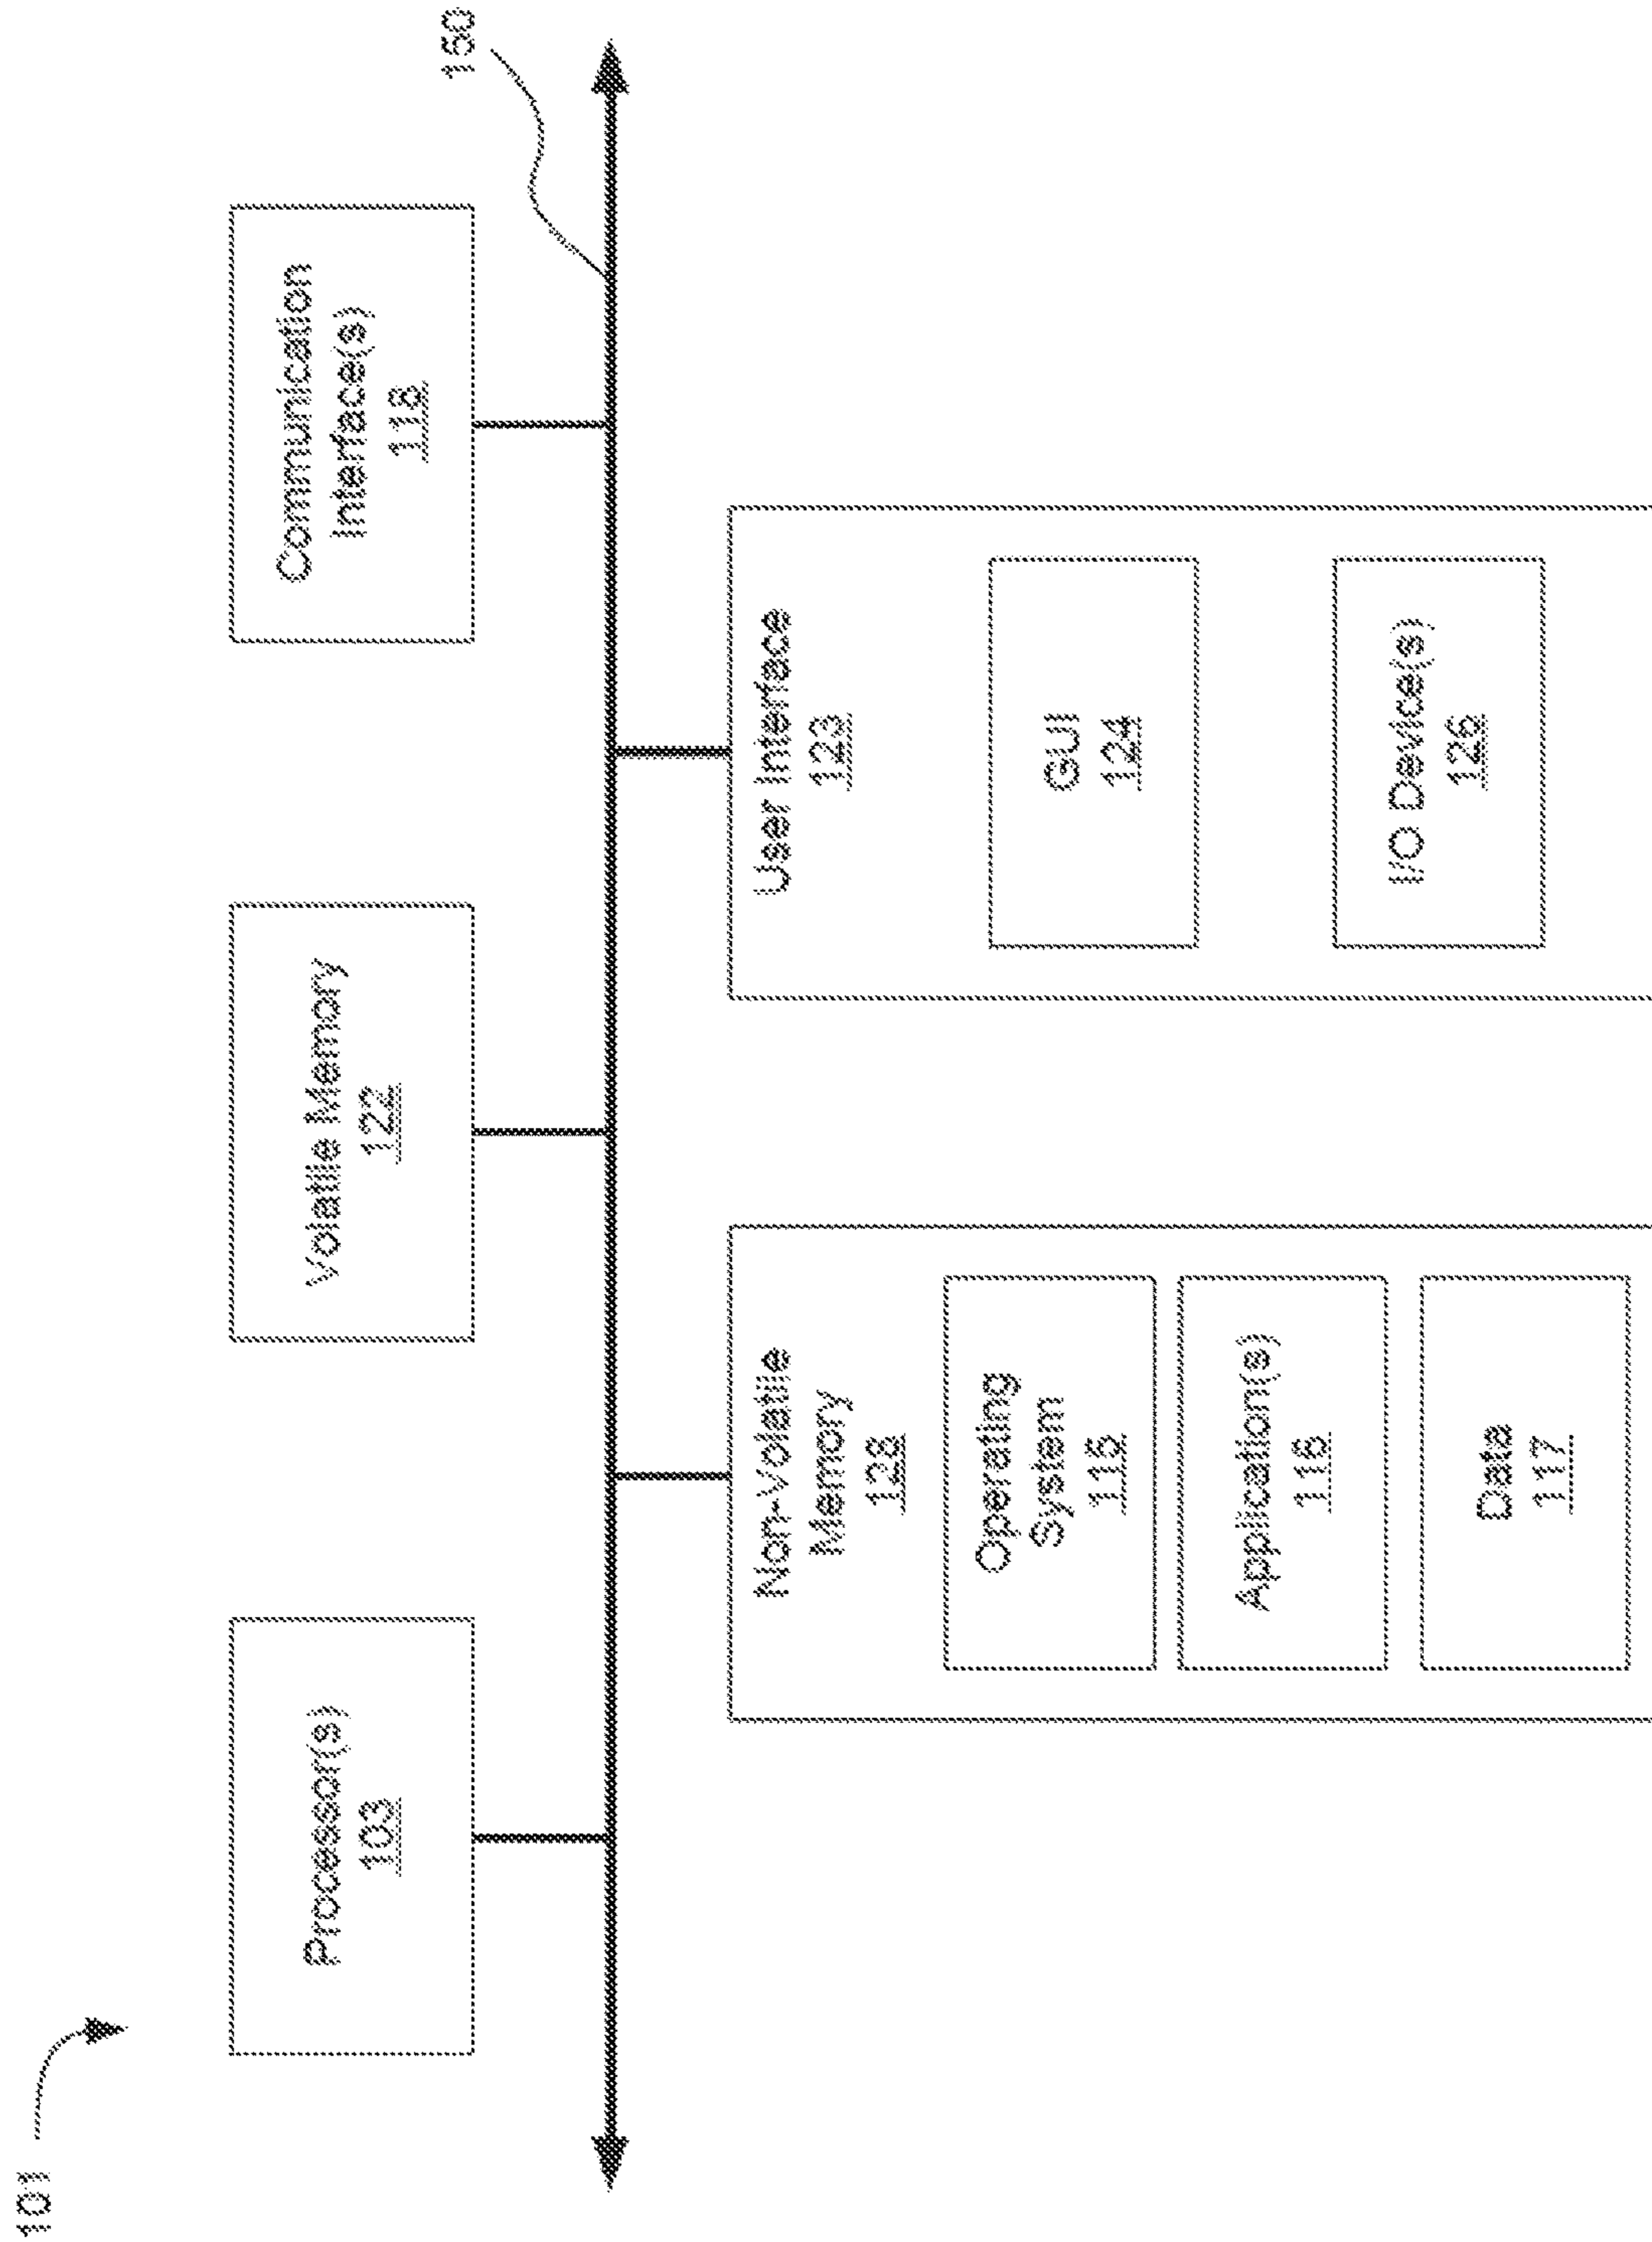 101
Processor(s)
103
Volatile Memory
122
Communication
Interface(s)
118
150
Non-Volatile
Memory
128
Operating
System
115
Application(s)
116
Data
117
User Interface
123
GUI
124
I/O Device(s)
126